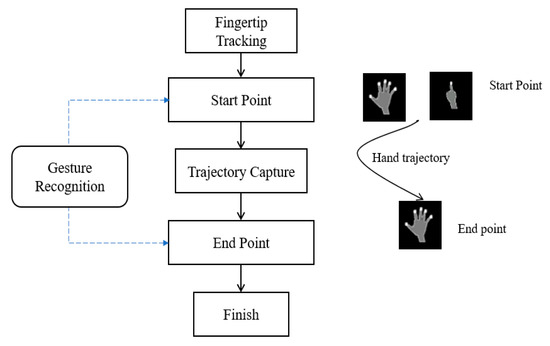 Fingertip
Tracking
Start Point
Gesture
Recognition
Trajectory Capture
End Point
Finish
Start Point
Hand trajectory
End point